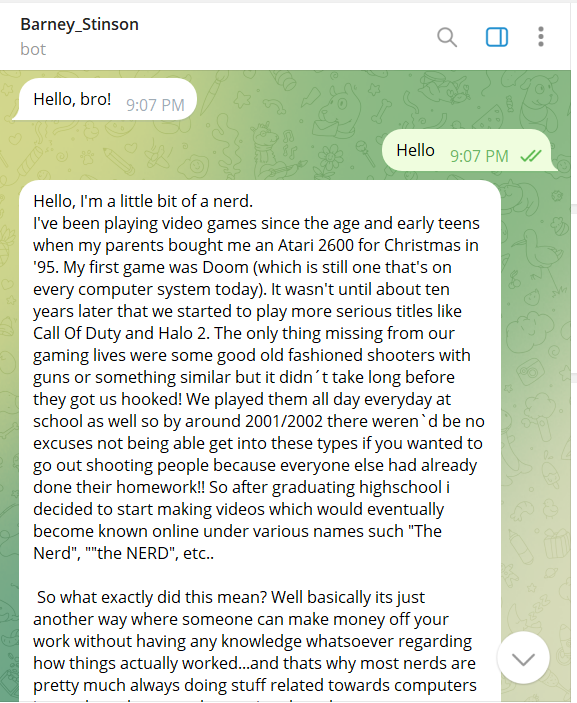 Barney_Stinson
bot
Hello, bro! 9:07 PM
Hello 9:07 PM
Hello, I'm a little bit of a nerd.
I've been playing video games since the age and early teens
when my parents bought me an Atari 2600 for Christmas in
'95. My first game was Doom (which is still one that's on
every computer system today). It wasn't until about ten
years later that we started to play more serious titles like
Call Of Duty and Halo 2. The only thing missing from our
gaming lives were some good old fashioned shooters with
guns or something similar but it didn´t take long before
they got us hooked! We played them all day everyday at
school as well so by around 2001/2002 there weren`d be no
excuses not being able get into these types if you wanted to
go out shooting people because everyone else had already
done their homework!! So after graduating highschool i
decided to start making videos which would eventually
become known online under various names such "The
Nerd", ""the NERD", etc..
So what exactly did this mean? Well basically its just
another way where someone can make money off your
work without having any knowledge whatsoever regarding
how things actually worked...and thats why most nerds are
pretty much always doing stuff related towards computers